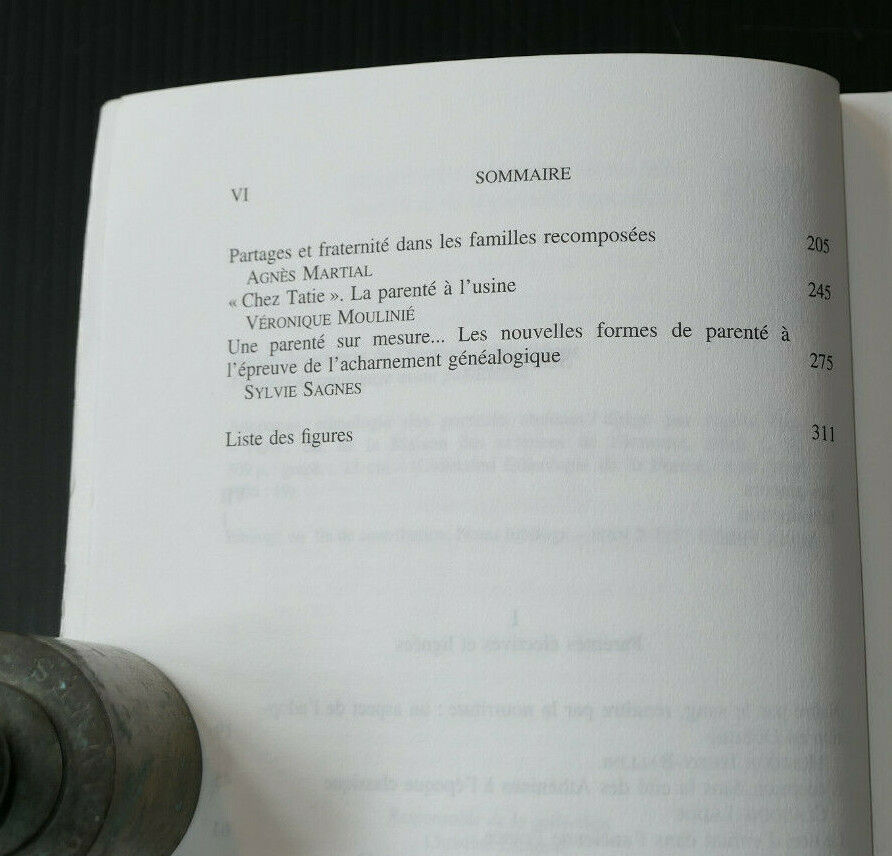 VI
SOMMAIRE
Partages et fraternité dans les familles recomposées 205
AGNÈS MARTIAL
« Chez Tatie ». La parenté à l'usine 245
VÉRONIQUE MOULINIÉ
Une parenté sur mesure... Les nouvelles formes de parenté à
l'épreuve de l'acharnement généalogique 275
SYLVIE SAGNES
Liste des figures 311